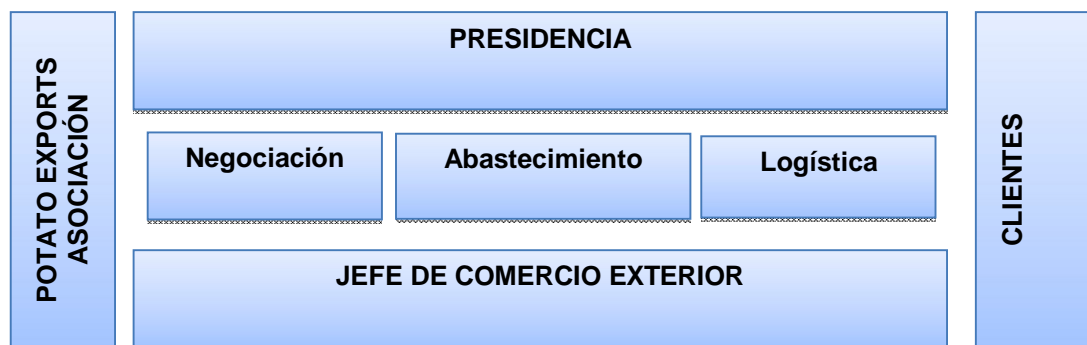 POTATO EXPORTS
ASOCIACIÓN
PRESIDENCIA
Negociación
Abastecimiento
Logística
JEFE DE COMERCIO EXTERIOR
CLIENTES